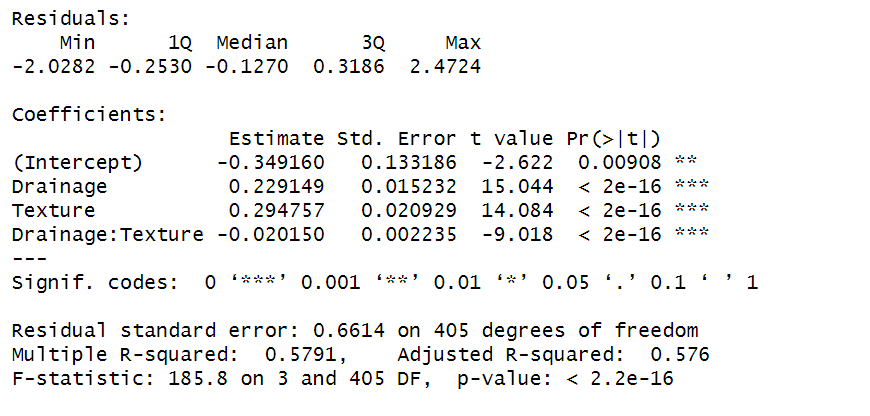 Residuals:
    Min      1Q  Median      3Q     Max
-2.0282 -0.2530 -0.1270  0.3186  2.4724
Coefficients:
                  Estimate Std. Error t value Pr(>|t|)
(Intercept)      -0.349160   0.133186  -2.622  0.00908 **
Drainage          0.229149   0.015232  15.044  < 2e-16 ***
Texture           0.294757   0.020929  14.084  < 2e-16 ***
Drainage:Texture -0.020150   0.002235  -9.018  < 2e-16 ***
---
Signif. codes:  0 ‘***’ 0.001 ‘**’ 0.01 ‘*’ 0.05 ‘.’ 0.1 ‘ ’ 1
Residual standard error: 0.6614 on 405 degrees of freedom
Multiple R-squared:  0.5791,    Adjusted R-squared:  0.576
F-statistic: 185.8 on 3 and 405 DF,  p-value: < 2.2e-16